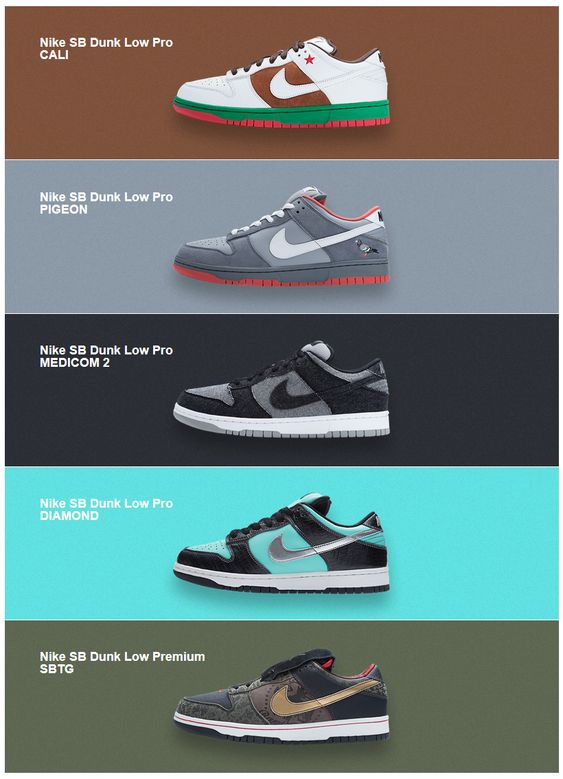 Nike SB Dunk Low Pro
CALI
Nike SB Dunk Low Pro
PIGEON
Nike SB Dunk Low Pro
MEDICOM 2
Nike SB Dunk Low Pro
DIAMOND
Nike SB Dunk Low Premium
SBTG